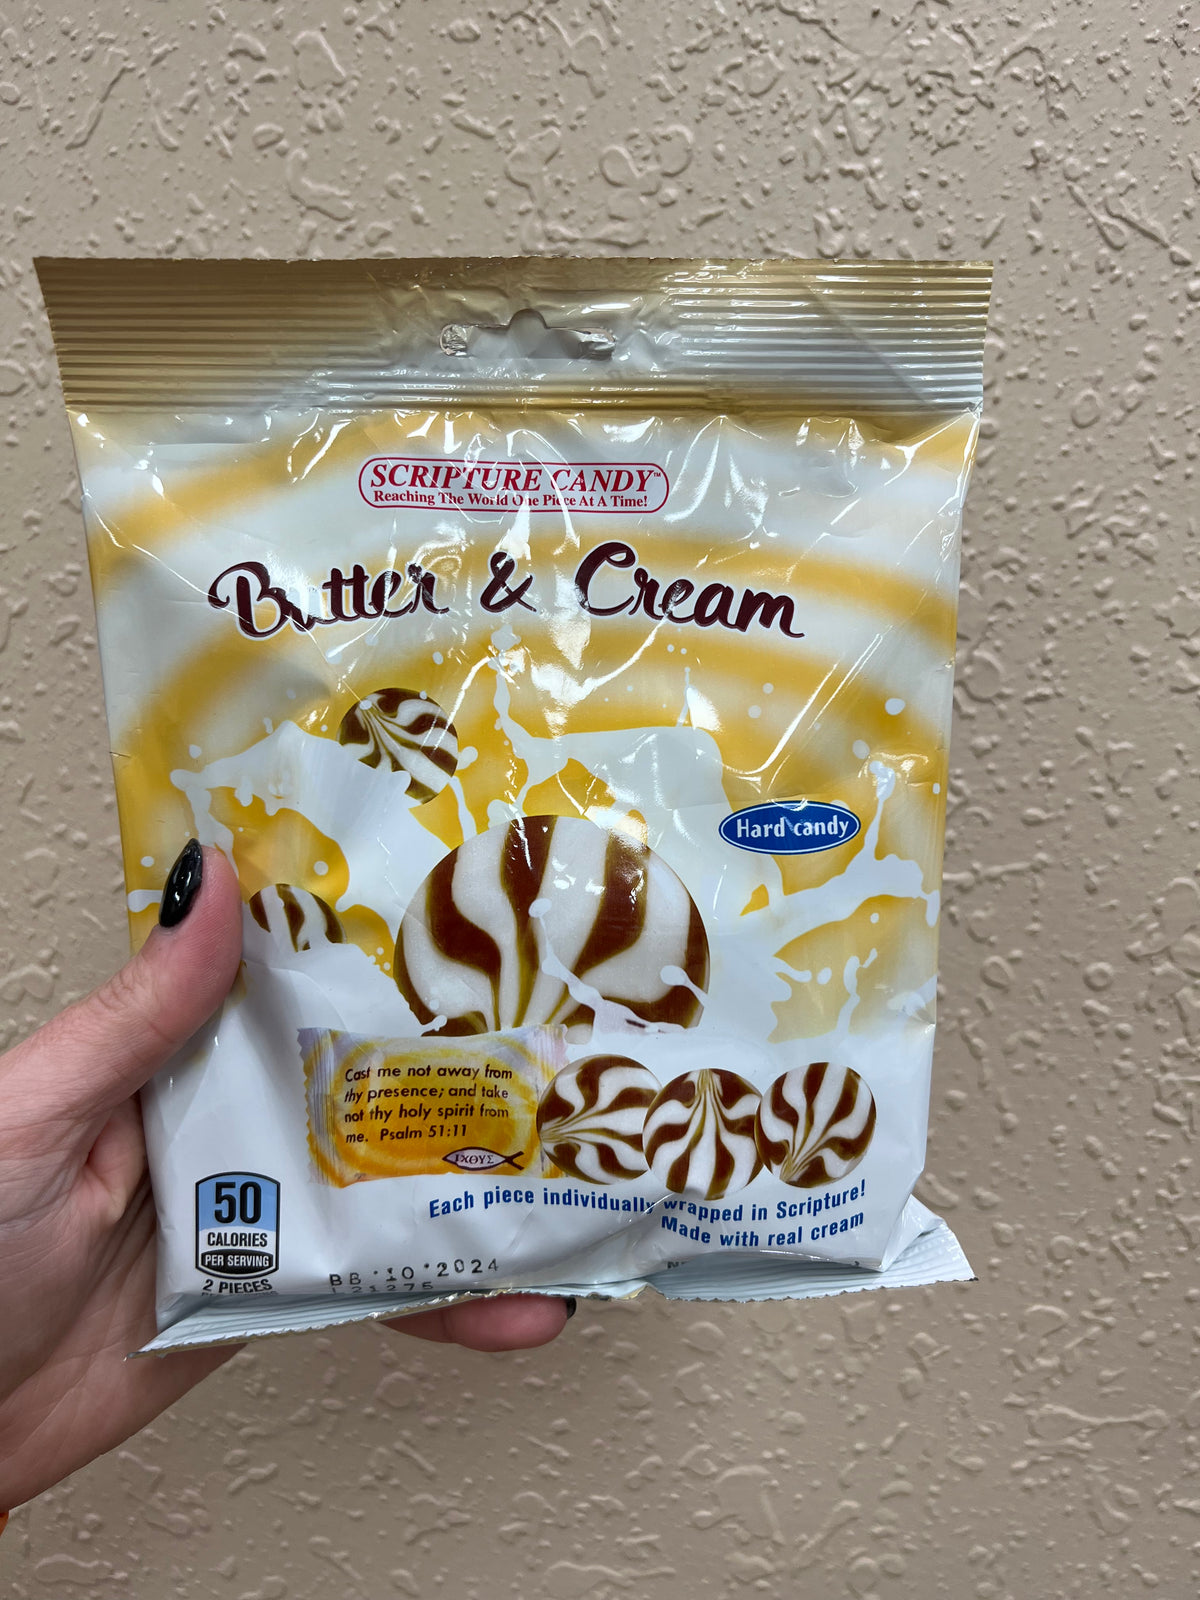 SCRIPTURE CANDY™
Reaching The World One Piece At A Time!
Butter & Cream
Hard candy
Cast me not away from
thy presence; and take
not thy holy spirit from
me. Psalm 51:11
ΙΧΘΥΣ
Each piece individually wrapped in Scripture!
Made with real cream
50
CALORIES
PER SERVING
2 PIECES
BB 10 2024
L21275